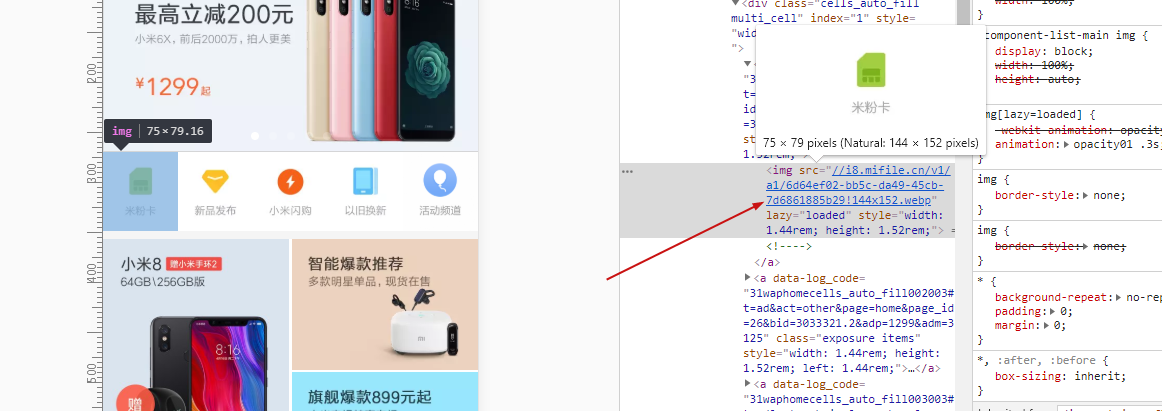 最高立减200元
小米6X，前后2000万，拍人更美
¥1299起
200
300
400
500
img 75×79.16
米粉卡
新品发布
小米闪购
以旧换新
活动频道
小米8 赠小米手环2
64GB\256GB版
8:16
赠
智能爆款推荐
多款明星单品，现货在售
旗舰爆款899元起
<div class="cells_auto_fill
multi_cell" index="1" style=
"wid
">
"31
t=a
id
=3
st
1.52rem;"
米粉卡
75 × 79 pixels (Natural: 144 × 152 pixels)
<img src="//i8.mifile.cn/v1/
a1/6d64ef02-bb5c-da49-45cb-
7d6861885b29!144x152.webp"
lazy="loaded" style="width:
1.44rem; height: 1.52rem;"> =
<!---->
</a>
<a data-log_code=
"31waphomecells_auto_fill002003#
t=ad&act=other&page=home&page_id
=26&bid=3033321.2&adp=1299&adm=3
125" class="exposure items"
style="width: 1.44rem; height:
1.52rem; left: 1.44rem;">…</a>
<a data-log_code=
"31waphomecells_auto_fill003003#
width: 100%;
}
.component-list-main img {
display: block;
width: 100%;
height: auto;
}
img[lazy=loaded] {
-webkit-animation: opacity
animation: opacity01 .3s
}
img {
border-style: none;
}
img {
border-style: none;
}
* {
background-repeat: no-rep
padding: 0;
margin: 0;
}
*, :after, :before {
box-sizing: inherit;
}